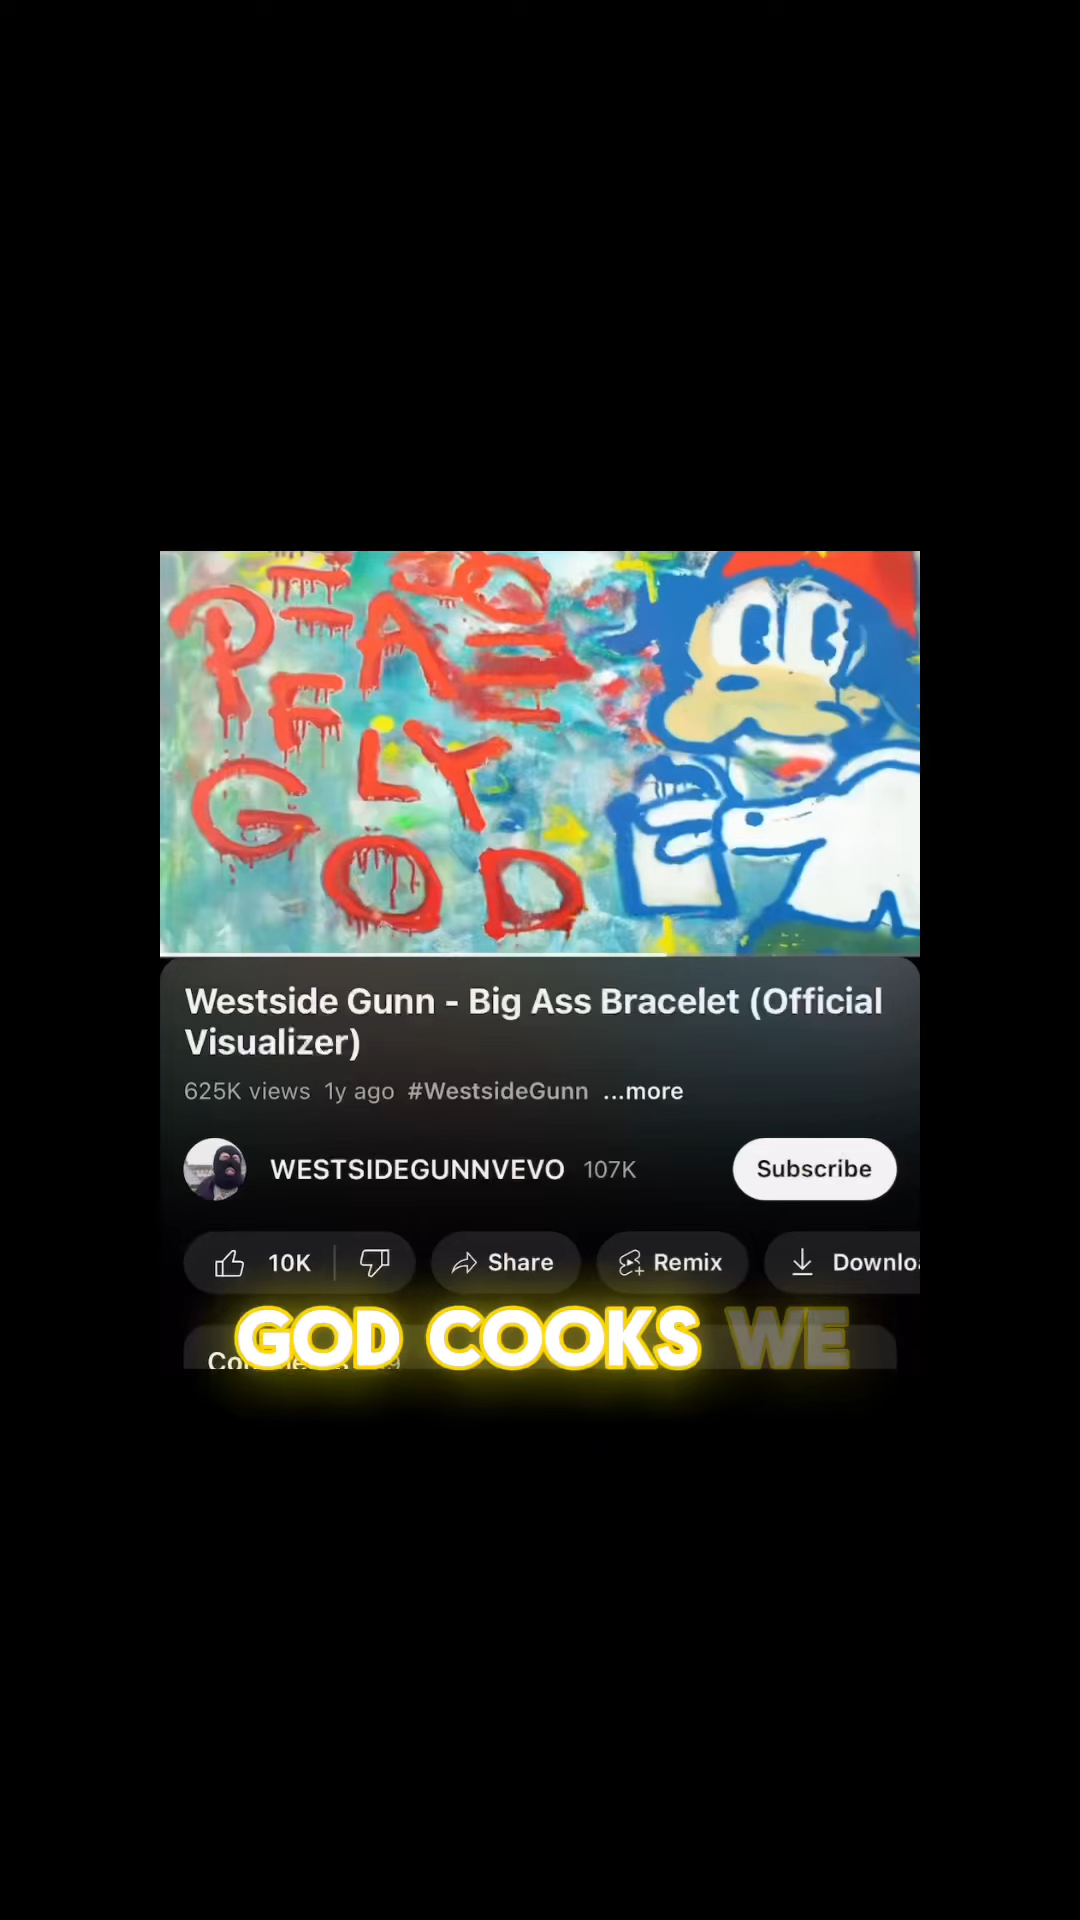 PEACE
FLY
GOD
Westside Gunn - Big Ass Bracelet (Official
Visualizer)
625K views 1y ago #WestsideGunn ...more
WESTSIDEGUNNVEVO 107K Subscribe
10K Share Remix Downlo
GOD COOKS WE